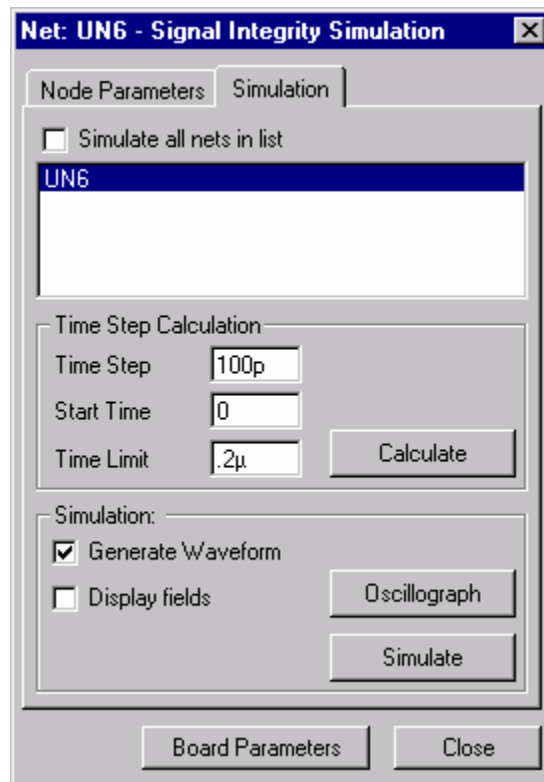 Net: UN6 - Signal Integrity Simulation
Node Parameters Simulation
Simulate all nets in list
UN6
Time Step Calculation
Time Step 100p
Start Time 0
Time Limit .2µ Calculate
Simulation:
Generate Waveform
Display fields Oscillograph
Simulate
Board Parameters Close